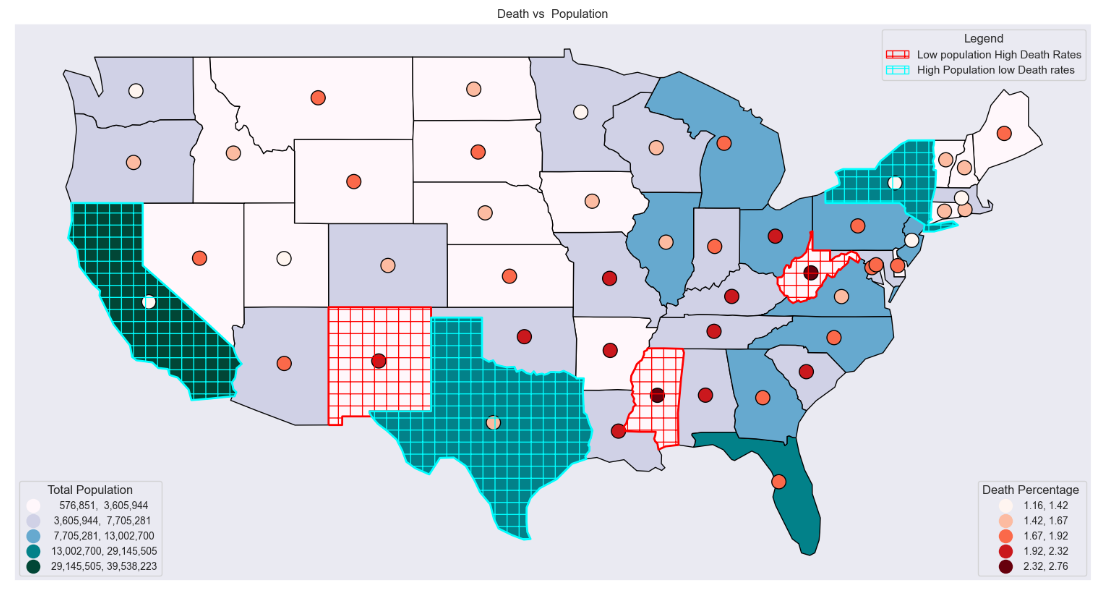 Death vs  Population
Legend
Low population High Death Rates
High Population low Death rates
Total Population
576,851,  3,605,944
3,605,944,  7,705,281
7,705,281, 13,002,700
13,002,700, 29,145,505
29,145,505, 39,538,223
Death Percentage
1.16, 1.42
1.42, 1.67
1.67, 1.92
1.92, 2.32
2.32, 2.76